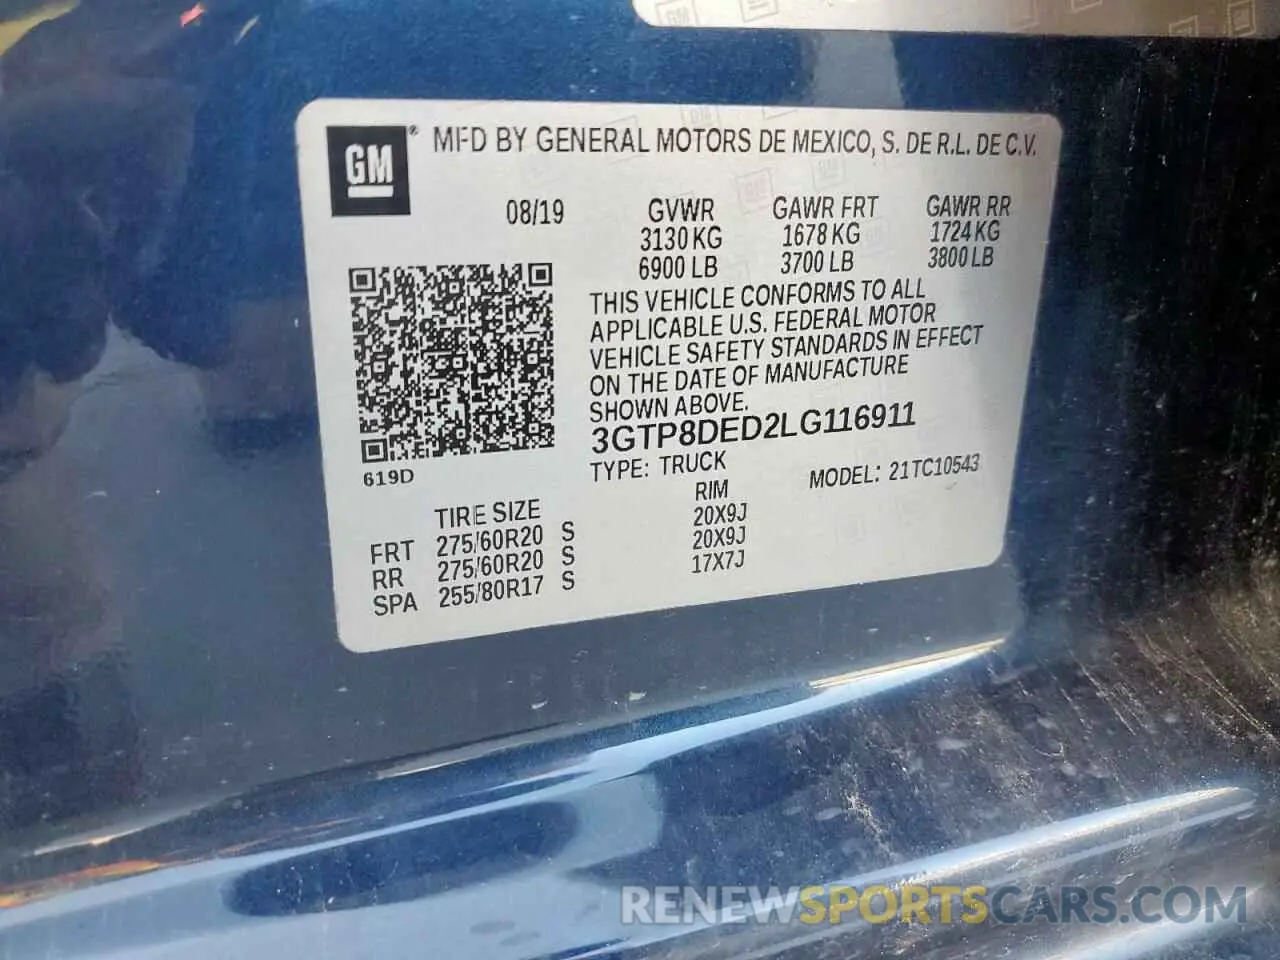 GM
® MFD BY GENERAL MOTORS DE MEXICO, S. DE R.L. DE C.V.
08/19
GVWR GAWR FRT GAWR RR
3130 KG 1678 KG 1724 KG
6900 LB 3700 LB 3800 LB
THIS VEHICLE CONFORMS TO ALL
APPLICABLE U.S. FEDERAL MOTOR
VEHICLE SAFETY STANDARDS IN EFFECT
ON THE DATE OF MANUFACTURE
SHOWN ABOVE.
3GTP8DED2LG116911
619D
TYPE: TRUCK MODEL: 21TC10543
TIRE SIZE RIM
FRT 275/60R20 S 20X9J
RR 275/60R20 S 20X9J
SPA 255/80R17 S 17X7J
RENEWSPORTSCARS.COM